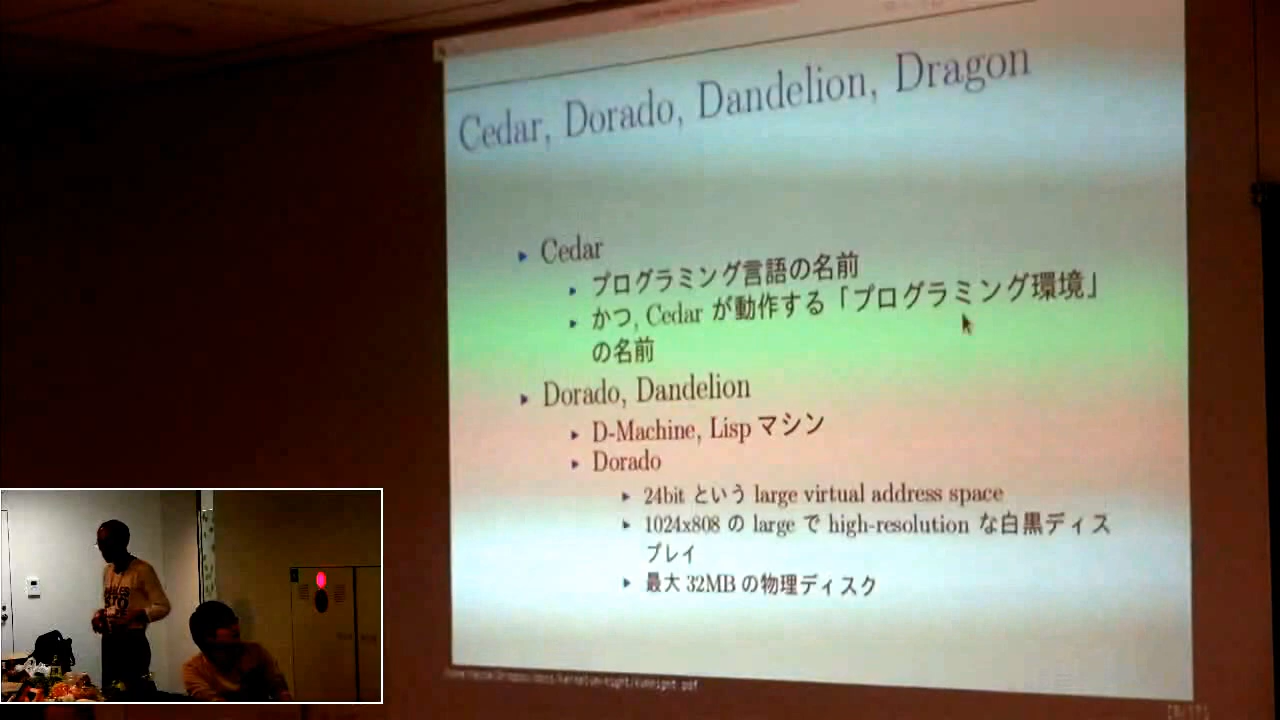 Cedar, Dorado, Dandelion, Dragon
Cedar
プログラミング言語の名前
かつ, Cedar が動作する「プログラミング環境」
の名前
Dorado, Dandelion
D-Machine, Lisp マシン
Dorado
24bit という large virtual address space
1024x808 の large で high-resolution な白黒ディス
プレイ
最大 32MB の物理ディスク